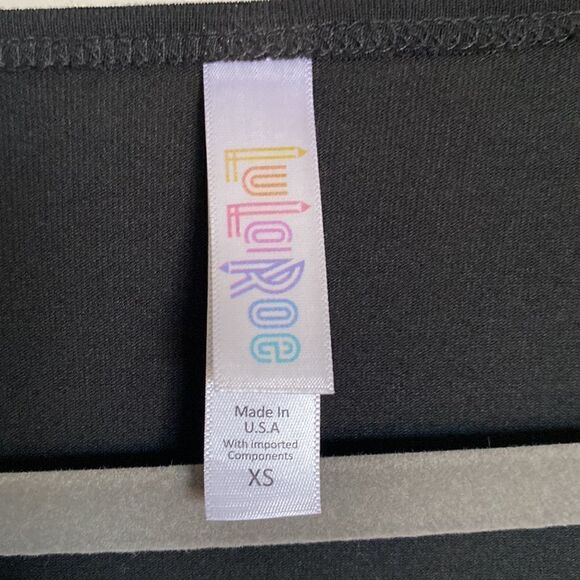 LuLaRoe
Made In
U.S.A
With imported
Components
XS